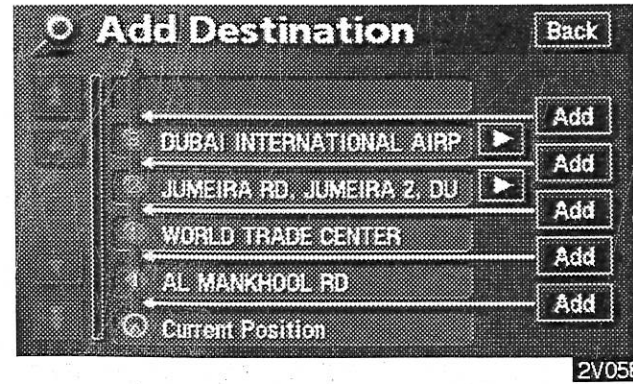 Add Destination
Back
Add
DUBAI INTERNATIONAL AIRP
Add
JUMEIRA RD, JUMEIRA 2, DU
Add
WORLD TRADE CENTER
Add
AL MANKHOOL RD
Add
Current Position